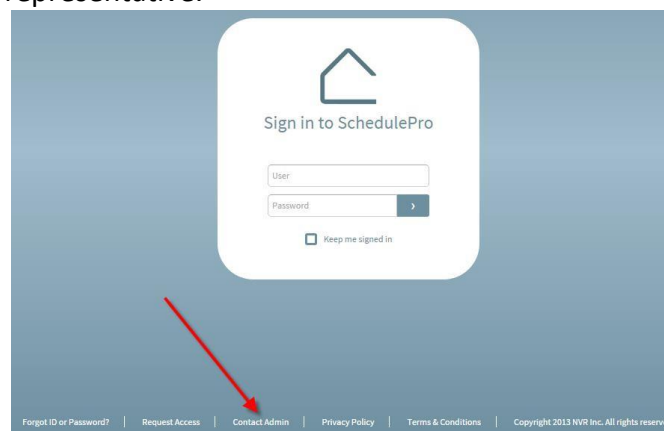 representative.
Sign in to SchedulePro
User
Password
Keep me signed in
Forgot ID or Password? | Request Access | Contact Admin | Privacy Policy | Terms & Conditions | Copyright 2013 NVR Inc. All rights